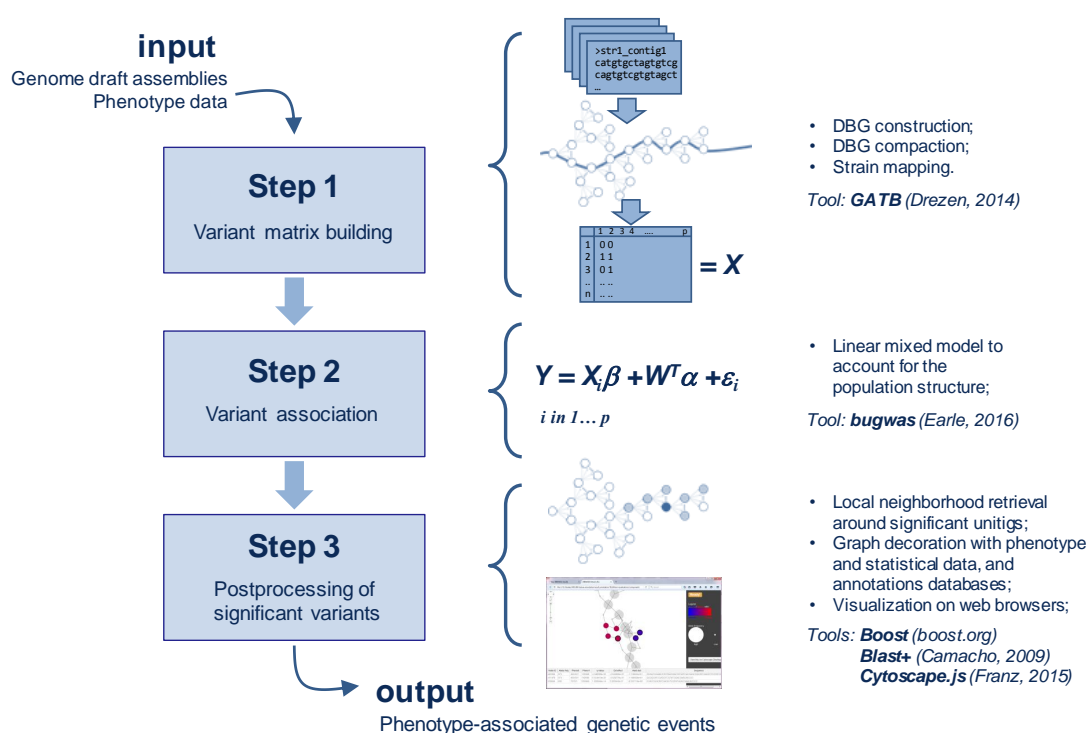 input
Genome draft assemblies
Phenotype data
Step 1
Variant matrix building
>str1_contig1
catgtgctagtgtcg
cagtgtcgtgtagct
…
1 2 3 4 .... p
1 0 0
2 1 1
3 0 1
.. .. ..
n .. ..
= X
• DBG construction;
• DBG compaction;
• Strain mapping.
Tool: GATB (Drezen, 2014)
Step 2
Variant association
Y = Xᵢβ +Wᵀα +εᵢ
i in 1… p
• Linear mixed model to
account for the
population structure;
Tool: bugwas (Earle, 2016)
Step 3
Postprocessing of
significant variants
• Local neighborhood retrieval
around significant unitigs;
• Graph decoration with phenotype
and statistical data, and
annotations databases;
• Visualization on web browsers;
Tools: Boost (boost.org)
Blast+ (Camacho, 2009)
Cytoscape.js (Franz, 2015)
output
Phenotype-associated genetic events